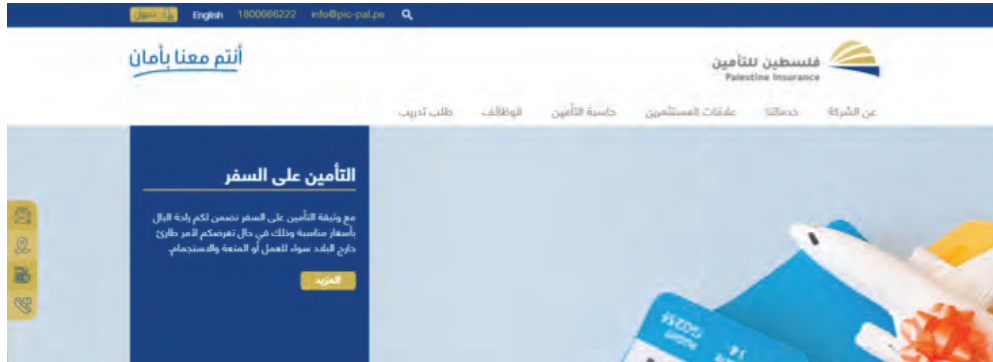 English 1800666222 info@pic-pal.ps
أنتم معنا بأمان
فلسطين للتأمين
Palestine Insurance
عن الشركة خدماتنا علاقات المستثمرين حاسبة التأمين الوظائف طلب تدريب
التأمين على السفر
مع وثيقة التأمين على السفر نضمن لكم راحة البال
بأسعار مناسبة وذلك في حال تعرضكم لأمر طارئ
خارج البلاد سواء للعمل أو المتعة والاستجمام.
المزيد